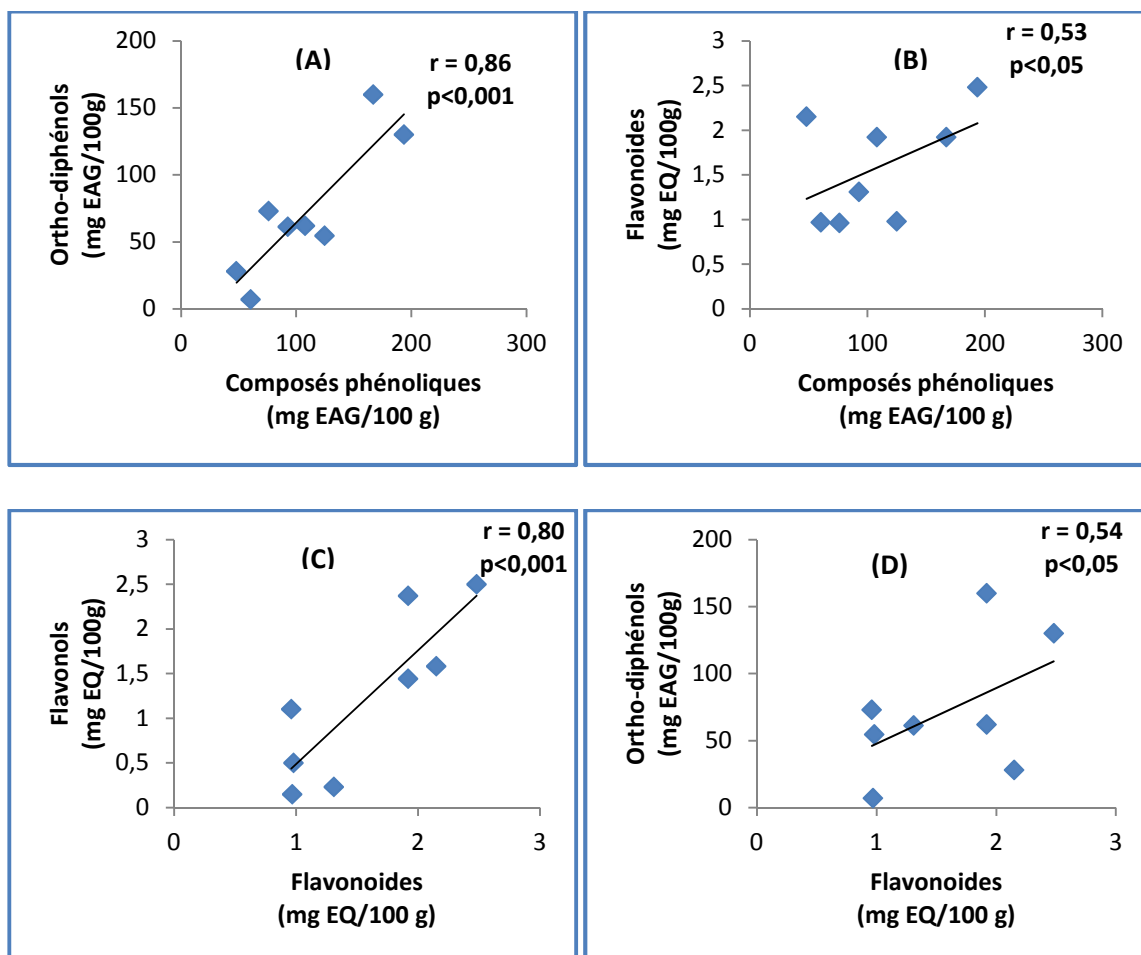 (A)
r = 0,86
p<0,001
200
150
100
50
0
Ortho-diphénols
(mg EAG/100g)
0 100 200 300
Composés phénoliques
(mg EAG/100 g)
(B)
r = 0,53
p<0,05
3
2,5
2
1,5
1
0,5
0
Flavonoides
(mg EQ/100g)
0 100 200 300
Composés phénoliques
(mg EAG/100 g)
(C)
r = 0,80
p<0,001
3
2,5
2
1,5
1
0,5
0
Flavonols
(mg EQ/100g)
0 1 2 3
Flavonoides
(mg EQ/100 g)
(D)
r = 0,54
p<0,05
200
150
100
50
0
Ortho-diphénols
(mg EAG/100g)
0 1 2 3
Flavonoides
(mg EQ/100 g)